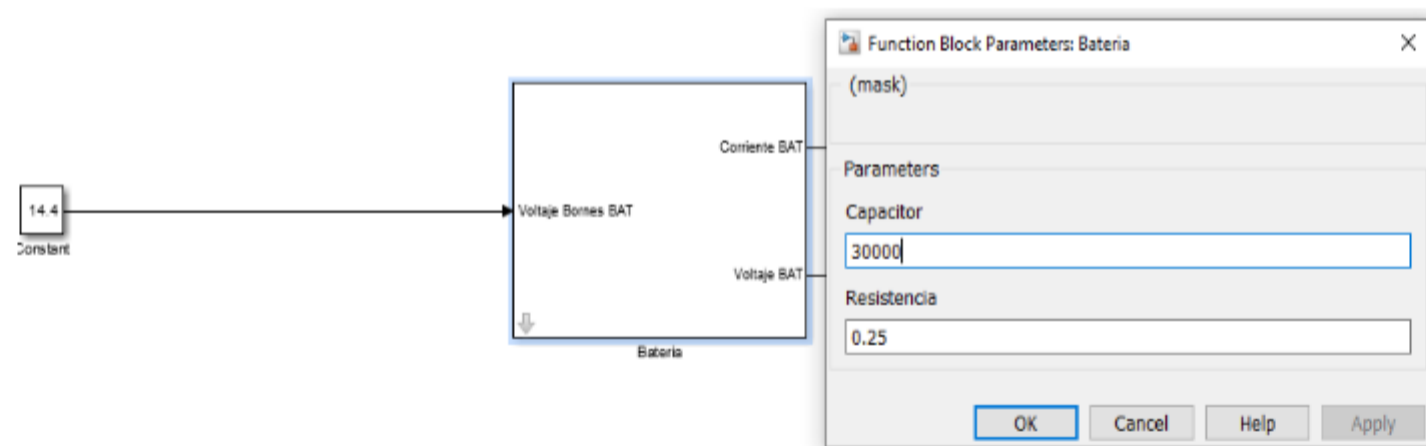 Function Block Parameters: Bateria
(mask)
Parameters
Capacitor
30000
Resistencia
0.25
OK
Cancel
Help
Apply
14.4
Constant
Voltaje Bornes BAT
Corriente BAT
Voltaje BAT
Bateria